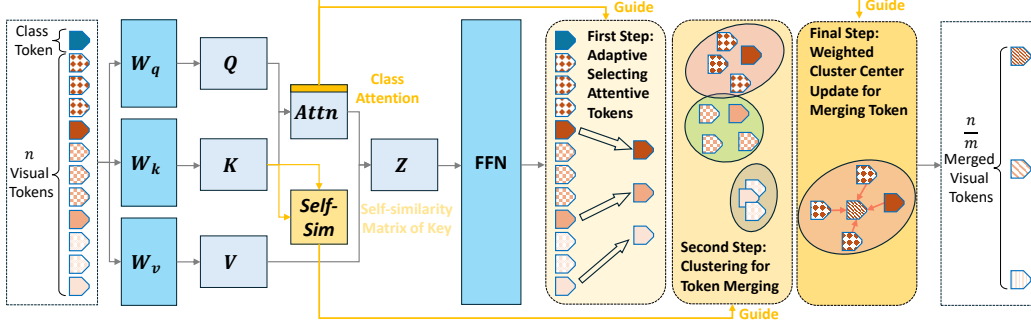 Class
Token
n
Visual
Tokens
W_q
W_k
W_v
Q
K
V
Attn
Class
Attention
Self-
Sim
Self-similarity
Matrix of Key
Z
FFN
Guide
First Step:
Adaptive
Selecting
Attentive
Tokens
Second Step:
Clustering for
Token Merging
Guide
Guide
Final Step:
Weighted
Cluster Center
Update for
Merging Token
n/m
Merged
Visual
Tokens